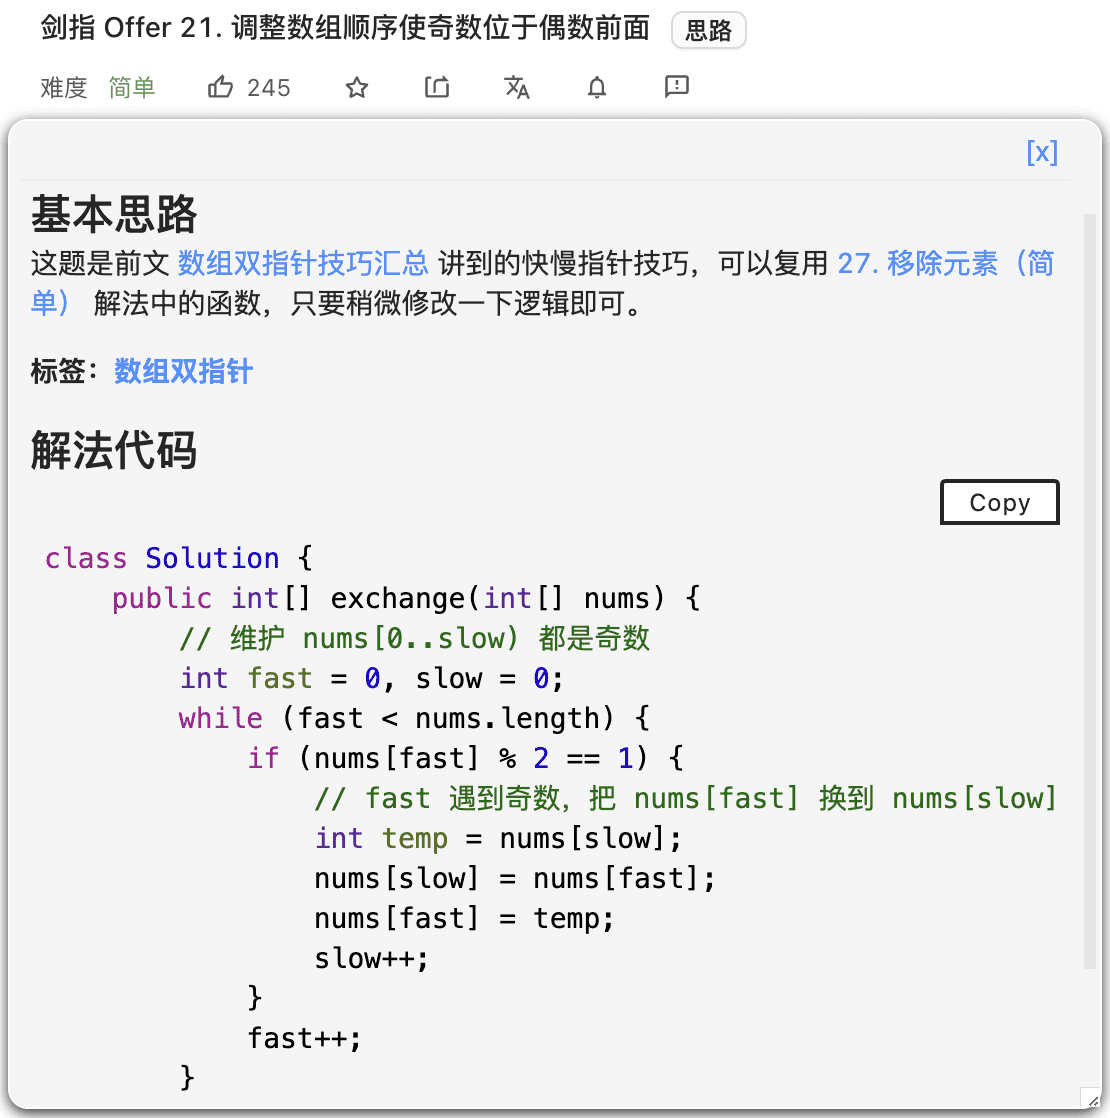 剑指 Offer 21. 调整数组顺序使奇数位于偶数前面 思路
难度 简单 245
[x]
基本思路
这题是前文 数组双指针技巧汇总 讲到的快慢指针技巧，可以复用 27. 移除元素（简
单） 解法中的函数，只要稍微修改一下逻辑即可。
标签：数组双指针
解法代码
Copy
class Solution {
    public int[] exchange(int[] nums) {
        // 维护 nums[0..slow) 都是奇数
        int fast = 0, slow = 0;
        while (fast < nums.length) {
            if (nums[fast] % 2 == 1) {
                // fast 遇到奇数，把 nums[fast] 换到 nums[slow]
                int temp = nums[slow];
                nums[slow] = nums[fast];
                nums[fast] = temp;
                slow++;
            }
            fast++;
        }